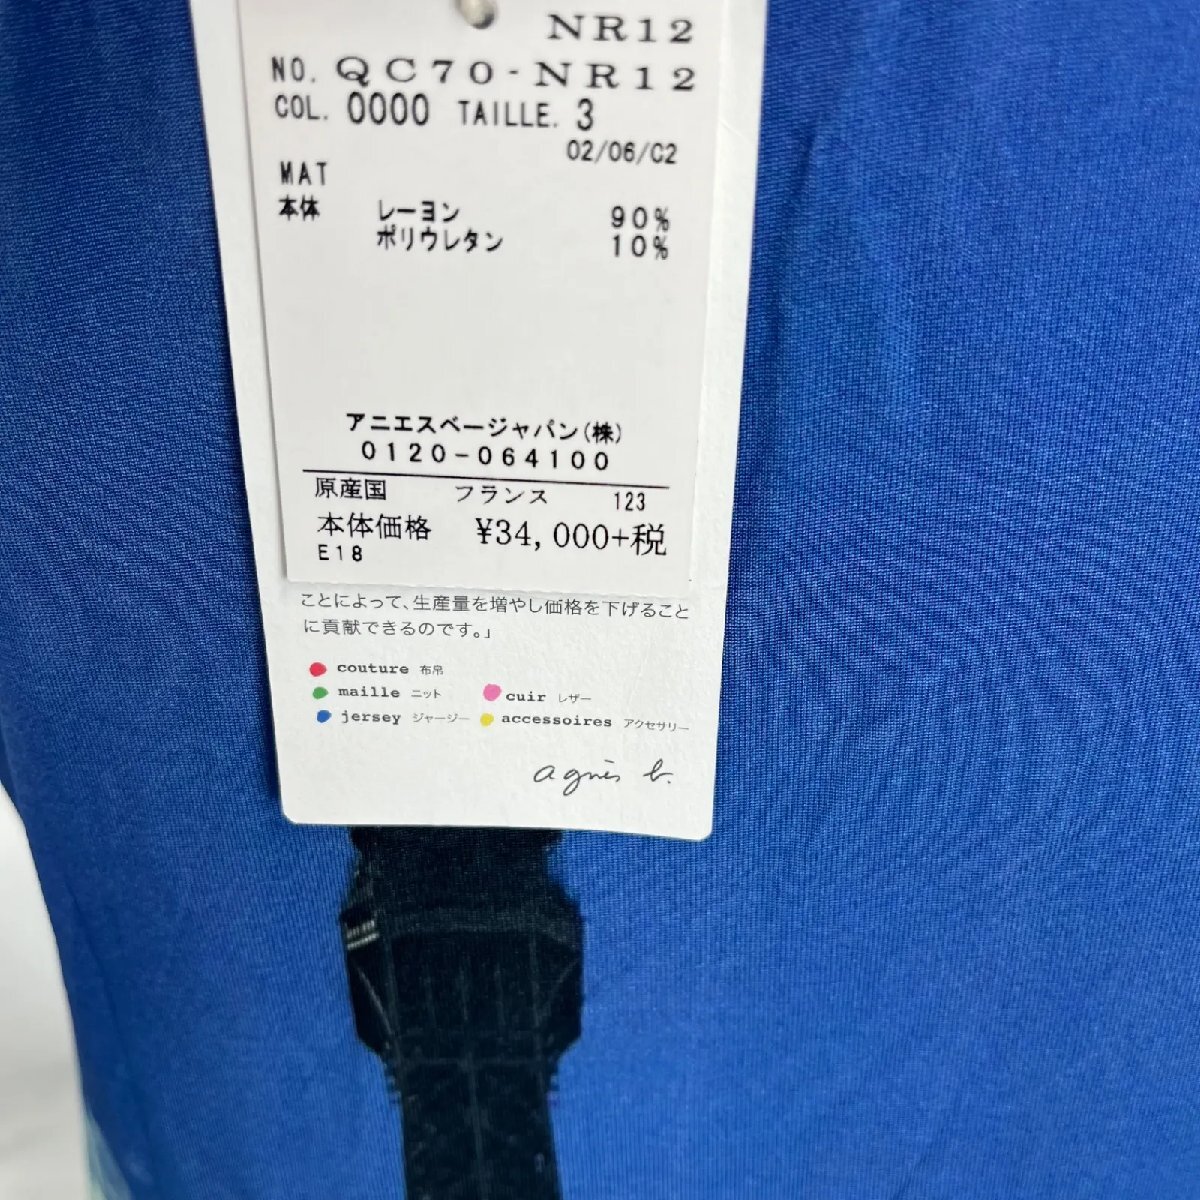 NR12
NO. QC70-NR12
COL. 0000 TAILLE. 3
02/06/C2
MAT
本体 レーヨン 90%
ポリウレタン 10%
アニエスベージャパン(株)
0120-064100
原産国 フランス 123
本体価格 ¥34,000+税
E18
ことによって、生産量を増やし価格を下げること
に貢献できるのです。」
couture 布帛
maille ニット cuir レザー
jersey ジャージー accessoires アクセサリー
agnès b.